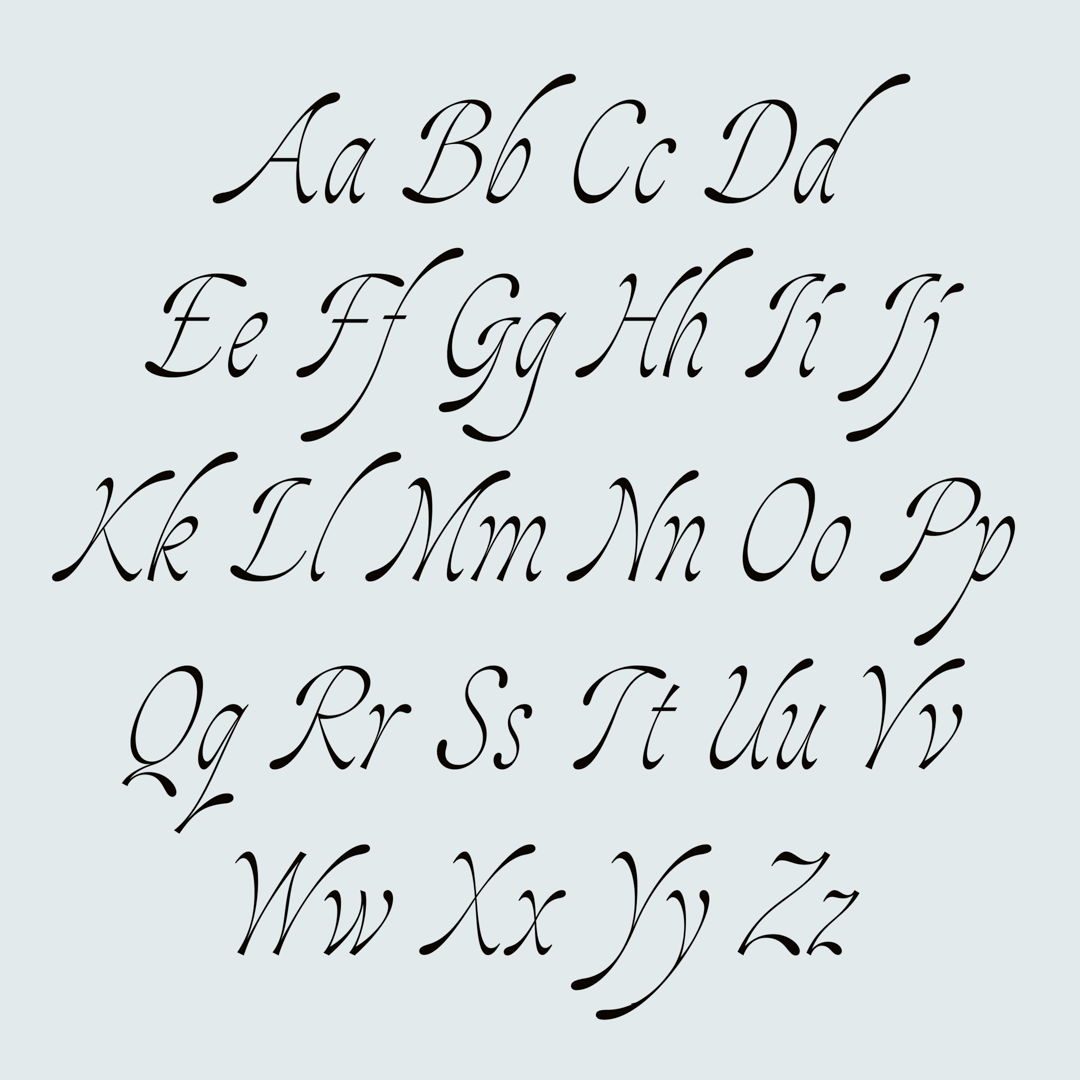 Aa Bb Cc Dd
Ee Ff Gg Hh Ii Jj
Kk Ll Mm Nn Oo Pp
Qq Rr Ss Tt Uu Vv
Ww Xx Yy Zz